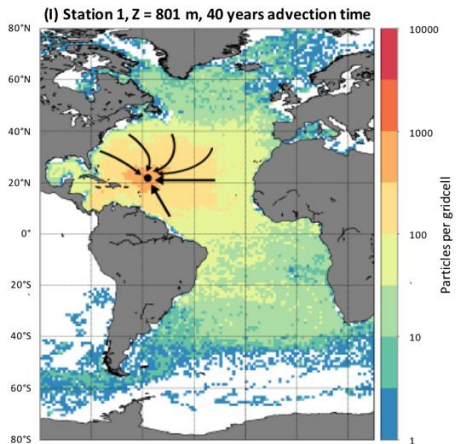 (I) Station 1, Z = 801 m, 40 years advection time
80°N
60°N
40°N
20°N
0°
20°S
40°S
60°S
80°S
10000
1000
100
10
1
Particles per gridcell